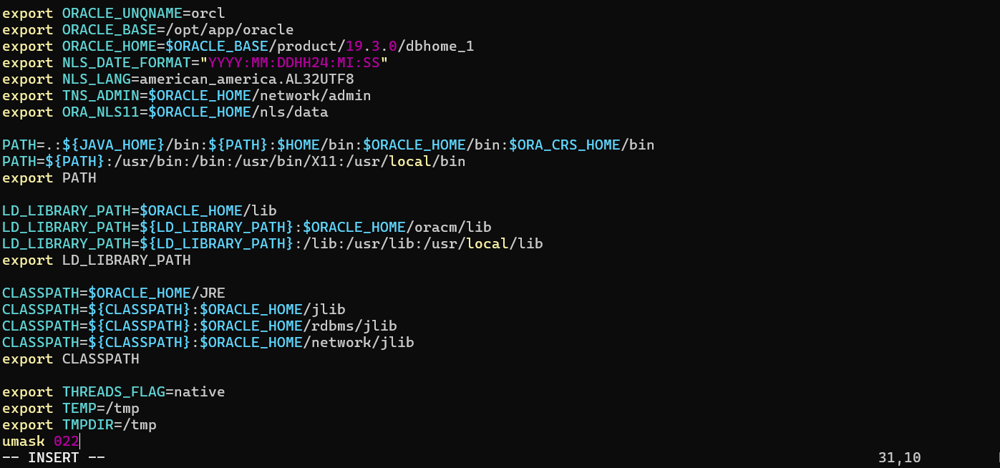 export ORACLE_UNQNAME=orcl
export ORACLE_BASE=/opt/app/oracle
export ORACLE_HOME=$ORACLE_BASE/product/19.3.0/dbhome_1
export NLS_DATE_FORMAT="YYYY:MM:DDHH24:MI:SS"
export NLS_LANG=american_america.AL32UTF8
export TNS_ADMIN=$ORACLE_HOME/network/admin
export ORA_NLS11=$ORACLE_HOME/nls/data
PATH=.:${JAVA_HOME}/bin:${PATH}:$HOME/bin:$ORACLE_HOME/bin:$ORA_CRS_HOME/bin
PATH=${PATH}:/usr/bin:/bin:/usr/bin/X11:/usr/local/bin
export PATH
LD_LIBRARY_PATH=$ORACLE_HOME/lib
LD_LIBRARY_PATH=${LD_LIBRARY_PATH}:$ORACLE_HOME/oracm/lib
LD_LIBRARY_PATH=${LD_LIBRARY_PATH}:/lib:/usr/lib:/usr/local/lib
export LD_LIBRARY_PATH
CLASSPATH=$ORACLE_HOME/JRE
CLASSPATH=${CLASSPATH}:$ORACLE_HOME/jlib
CLASSPATH=${CLASSPATH}:$ORACLE_HOME/rdbms/jlib
CLASSPATH=${CLASSPATH}:$ORACLE_HOME/network/jlib
export CLASSPATH
export THREADS_FLAG=native
export TEMP=/tmp
export TMPDIR=/tmp
umask 022
-- INSERT -- 31,10